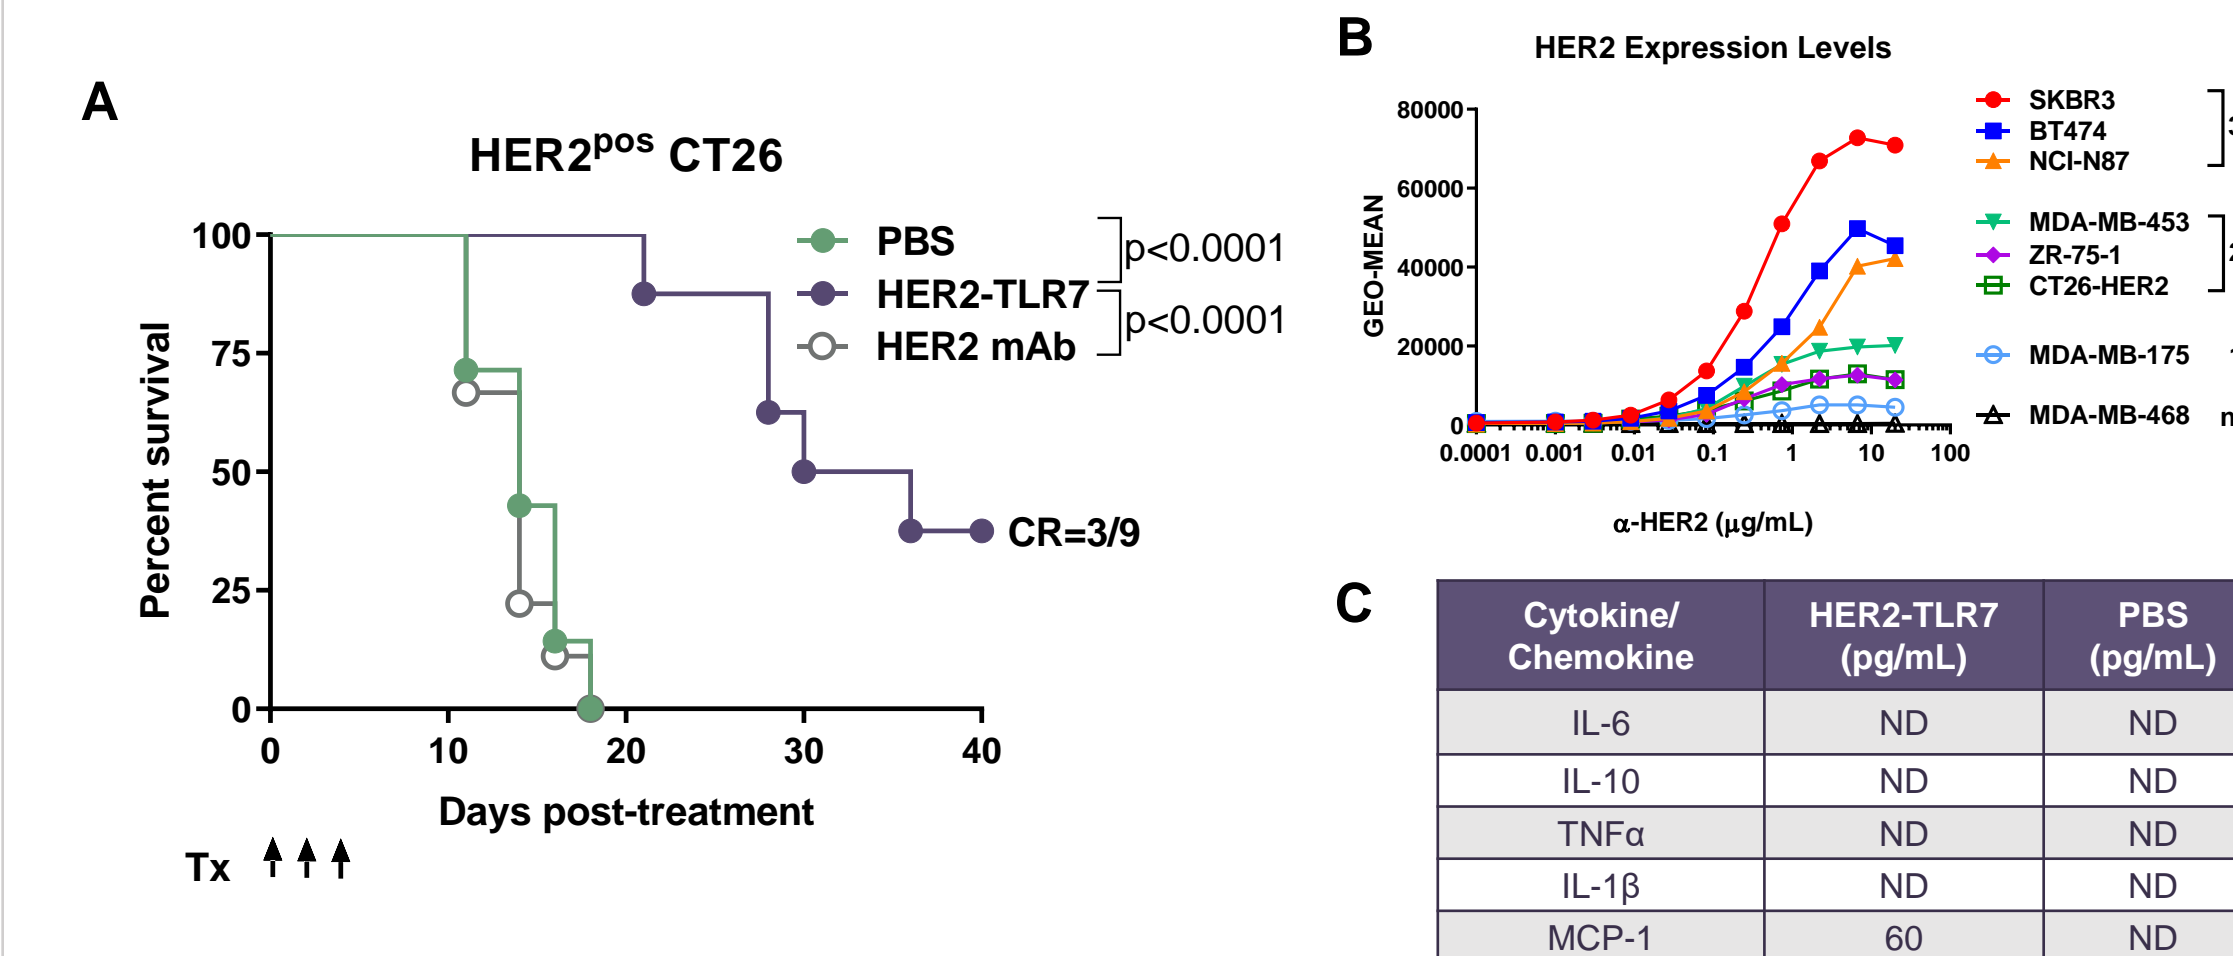 A
HER2pos CT26
100
75
50
25
0
Percent survival
0 10 20 30 40
Days post-treatment
Tx
PBS
HER2-TLR7
HER2 mAb
p<0.0001
p<0.0001
CR=3/9
B
HER2 Expression Levels
80000
60000
40000
20000
0
GEO-MEAN
0.0001 0.001 0.01 0.1 1 10 100
α-HER2 (μg/mL)
SKBR3
BT474
NCI-N87
MDA-MB-453
ZR-75-1
CT26-HER2
MDA-MB-175
MDA-MB-468
C
Cytokine/ HER2-TLR7 PBS
Chemokine (pg/mL) (pg/mL)
IL-6 ND ND
IL-10 ND ND
TNFα ND ND
IL-1β ND ND
MCP-1 60 ND